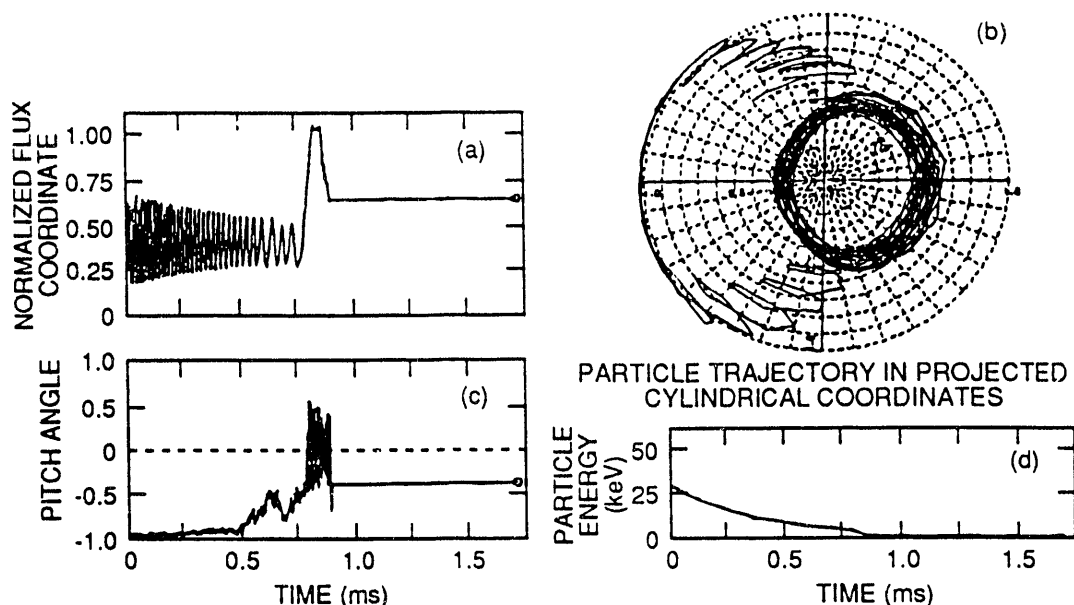 NORMALIZED FLUX
COORDINATE
1.00
0.75
0.50
0.25
0
(a)
(b)
PITCH ANGLE
1.0
0.5
0
-0.5
-1.0
(c)
0
0.5
1.0
1.5
TIME (ms)
PARTICLE TRAJECTORY IN PROJECTED
CYLINDRICAL COORDINATES
PARTICLE
ENERGY
(keV)
50
25
0
(d)
0
0.5
1.0
1.5
TIME (ms)